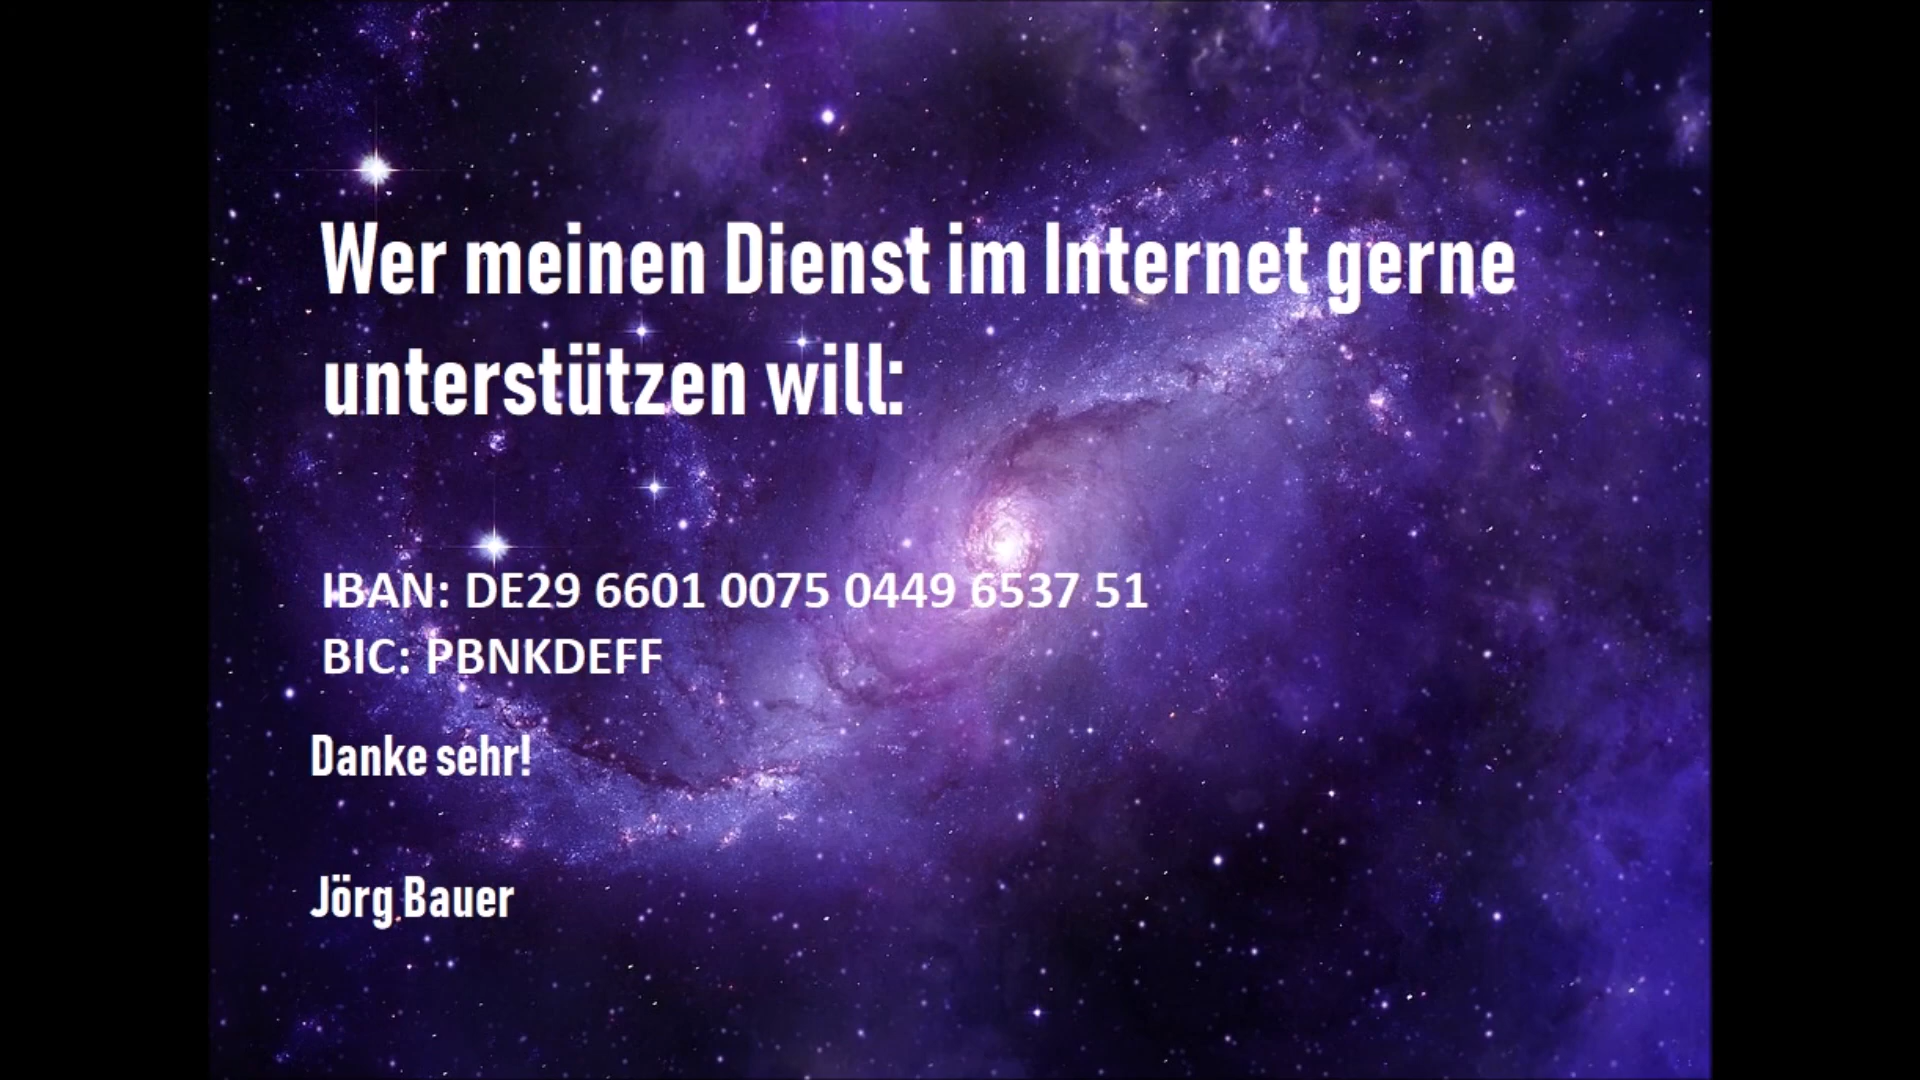 Wer meinen Dienst im Internet gerne
unterstützen will:
IBAN: DE29 6601 0075 0449 6537 51
BIC: PBNKDEFF
Danke sehr!
Jörg Bauer